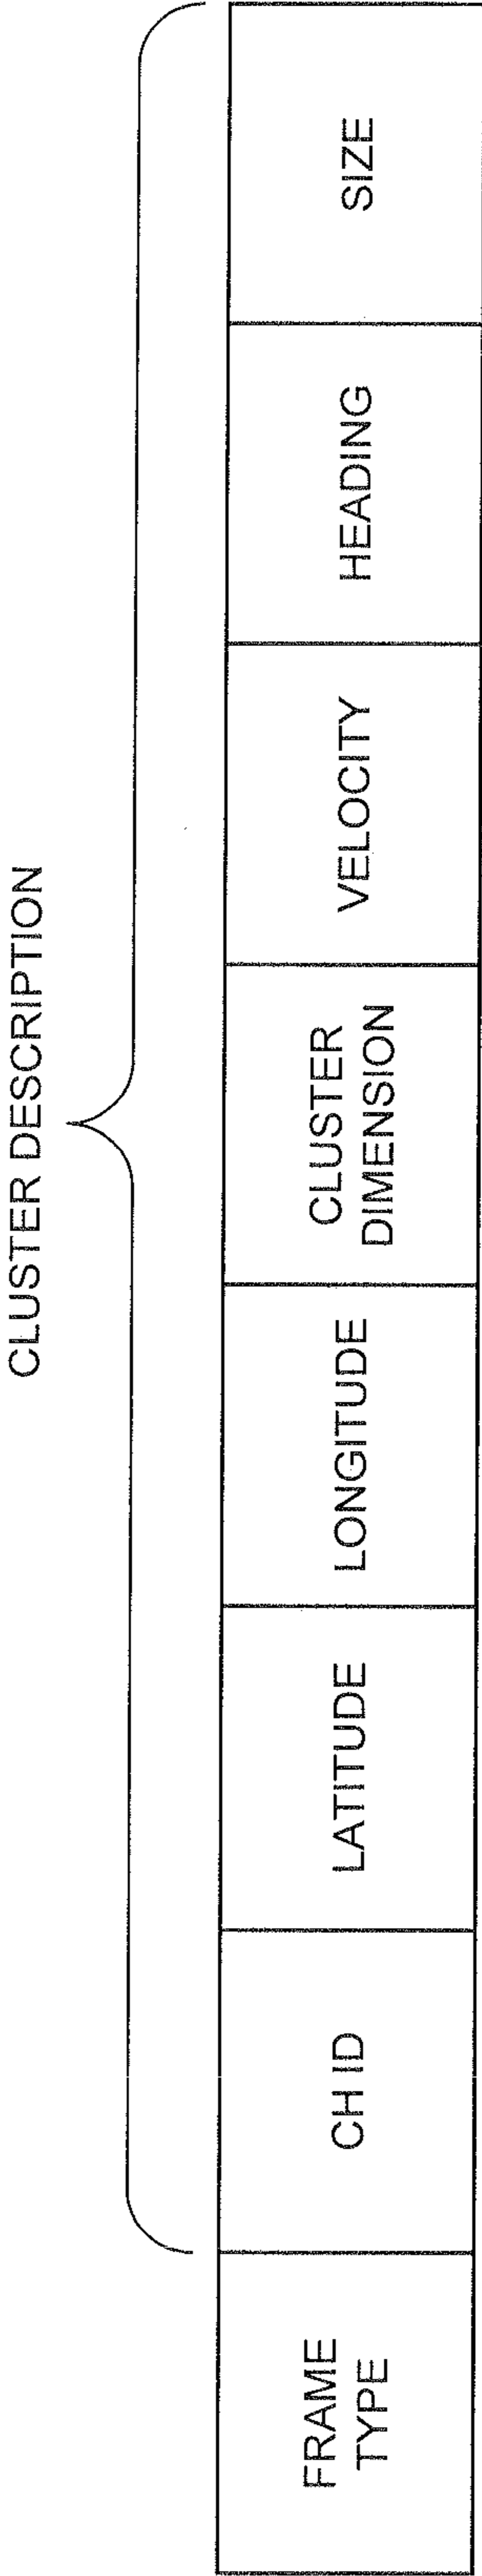 CLUSTER DESCRIPTION
FRAME
TYPE
CH ID
LATITUDE
LONGITUDE
CLUSTER
DIMENSION
VELOCITY
HEADING
SIZE